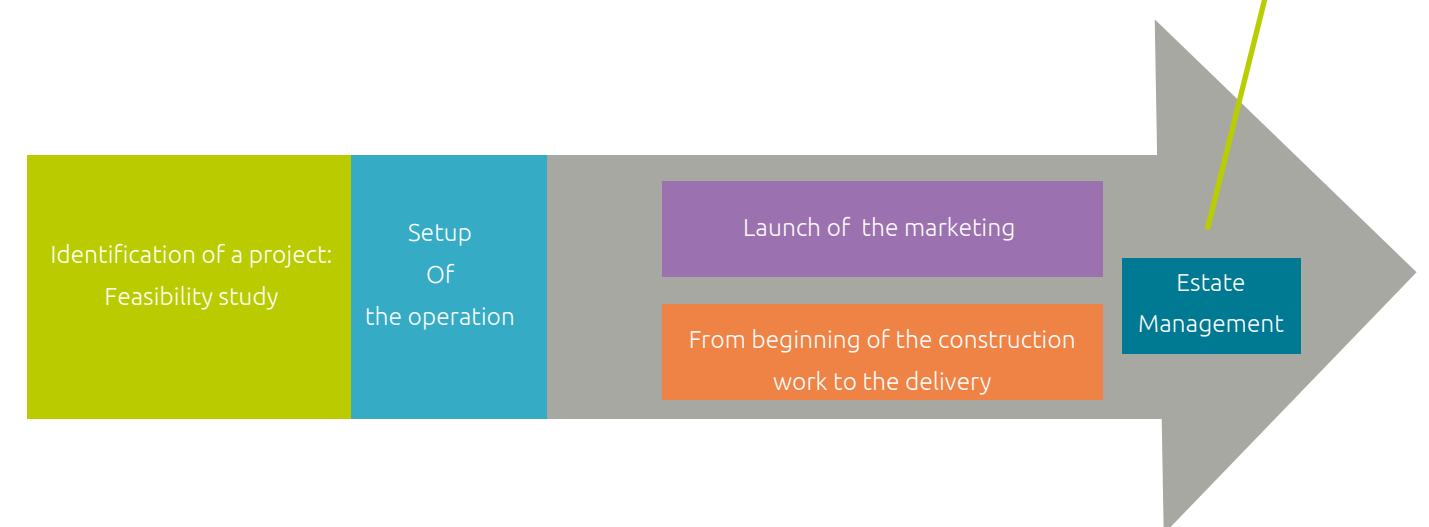 Identification of a project:
Feasibility study
Setup
Of
the operation
Launch of  the marketing
From beginning of the construction
work to the delivery
Estate
Management